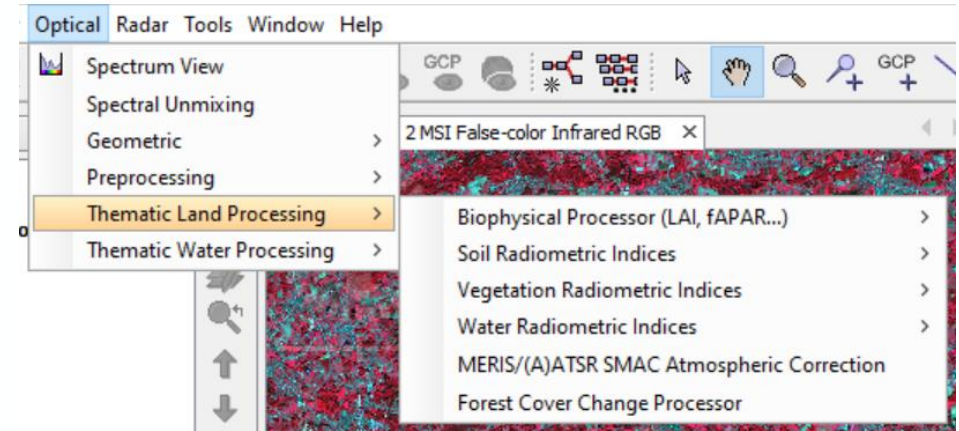 Optical Radar Tools Window Help
GCP
GCP
Spectrum View
Spectral Unmixing
Geometric
Preprocessing
Thematic Land Processing
Thematic Water Processing
2 MSI False-color Infrared RGB
Biophysical Processor (LAI, fAPAR...)
Soil Radiometric Indices
Vegetation Radiometric Indices
Water Radiometric Indices
MERIS/(A)ATSR SMAC Atmospheric Correction
Forest Cover Change Processor